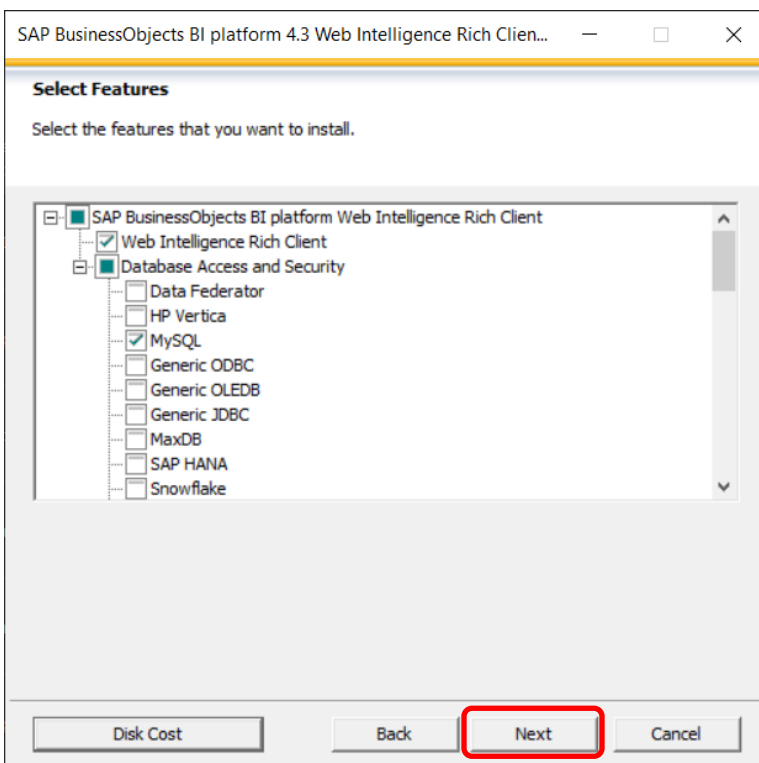 SAP BusinessObjects BI platform 4.3 Web Intelligence Rich Clien...
Select Features
Select the features that you want to install.
SAP BusinessObjects BI platform Web Intelligence Rich Client
Web Intelligence Rich Client
Database Access and Security
Data Federator
HP Vertica
MySQL
Generic ODBC
Generic OLEDB
Generic JDBC
MaxDB
SAP HANA
Snowflake
Disk Cost Back Next Cancel